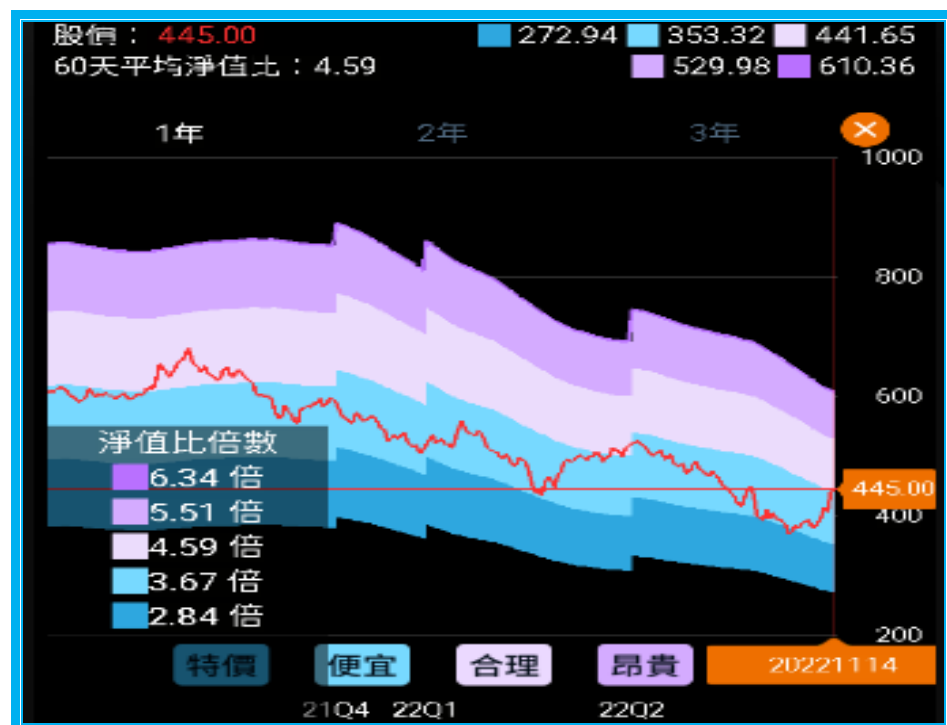 股價： 445.00 272.94 353.32 441.65
60天平均淨值比：4.59 529.98 610.36
1年 2年 3年
1000
800
600
淨值比倍數
6.34 倍
5.51 倍
445.00
400
4.59 倍
3.67 倍
2.84 倍
200
特價 便宜 合理 昂貴 20221114
21Q4 22Q1 22Q2